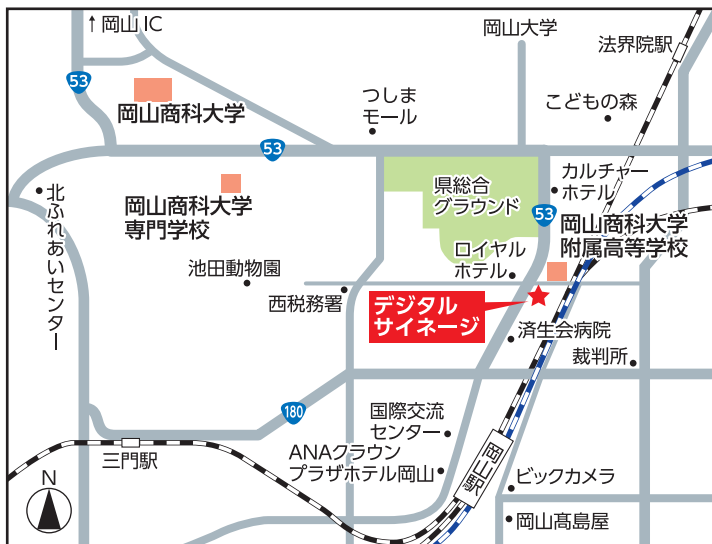 ↑岡山IC
岡山大学
法界院駅
53
岡山商科大学
つしま
モール
こどもの森
53
北ふれあいセンター
岡山商科大学
専門学校
県総合
グラウンド
カルチャー
ホテル
53
岡山商科大学
附属高等学校
池田動物園
ロイヤル
ホテル
西税務署
デジタル
サイネージ
済生会病院
裁判所
180
国際交流
センター
三門駅
ANAクラウン
プラザホテル岡山
岡山駅
ビックカメラ
N
岡山髙島屋